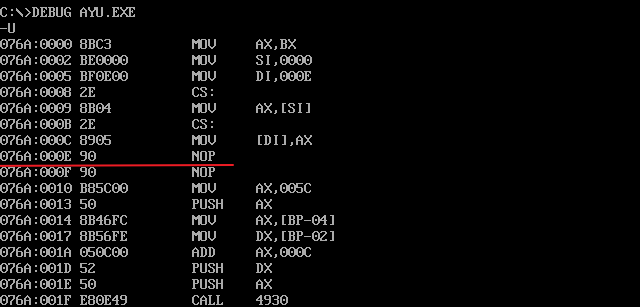 C:\>DEBUG AYU.EXE
-U
076A:0000 8BC3 MOV AX,BX
076A:0002 BE0000 MOV SI,0000
076A:0005 BF0E00 MOV DI,000E
076A:0008 2E CS:
076A:0009 8B04 MOV AX,[SI]
076A:000B 2E CS:
076A:000C 8905 MOV [DI],AX
076A:000E 90 NOP
076A:000F 90 NOP
076A:0010 B85C00 MOV AX,005C
076A:0013 50 PUSH AX
076A:0014 8B46FC MOV AX,[BP-04]
076A:0017 8B56FE MOV DX,[BP-02]
076A:001A 050C00 ADD AX,000C
076A:001D 52 PUSH DX
076A:001E 50 PUSH AX
076A:001F E80E49 CALL 4930